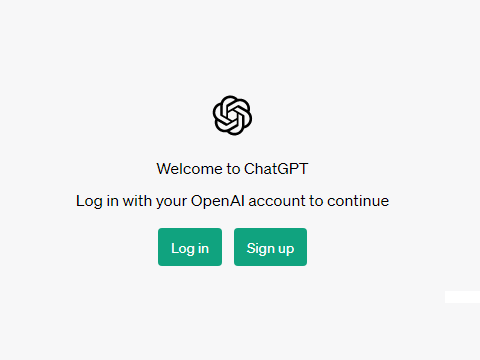 Welcome to ChatGPT
Log in with your OpenAI account to continue
Log in
Sign up